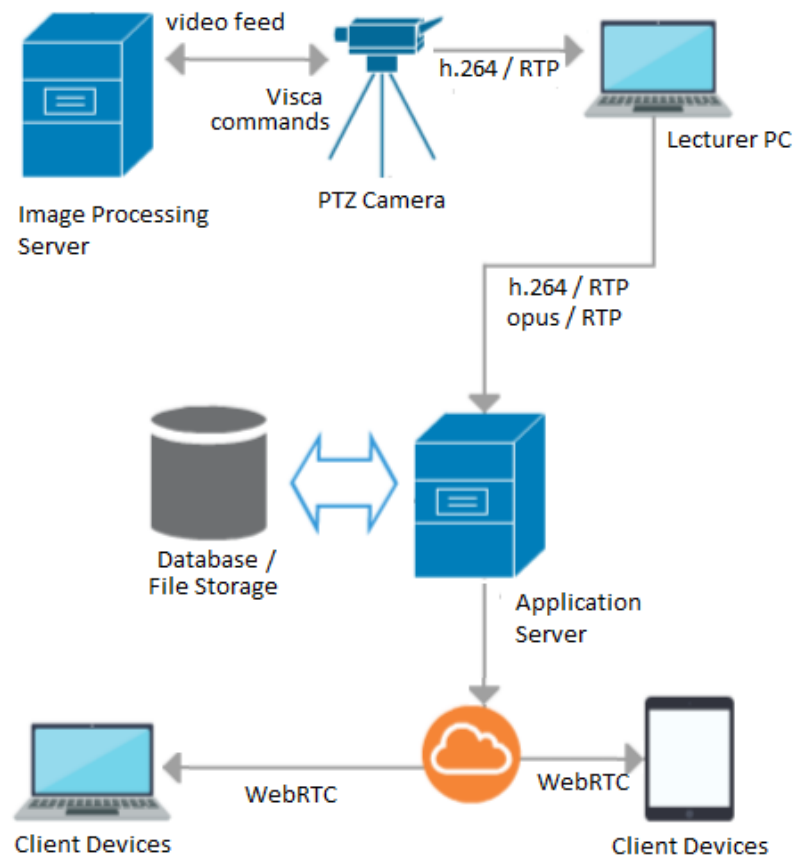 video feed
h.264 / RTP
Visca
commands
Lecturer PC
PTZ Camera
Image Processing
Server
h.264 / RTP
opus / RTP
Database /
File Storage
Application
Server
WebRTC
WebRTC
Client Devices
Client Devices